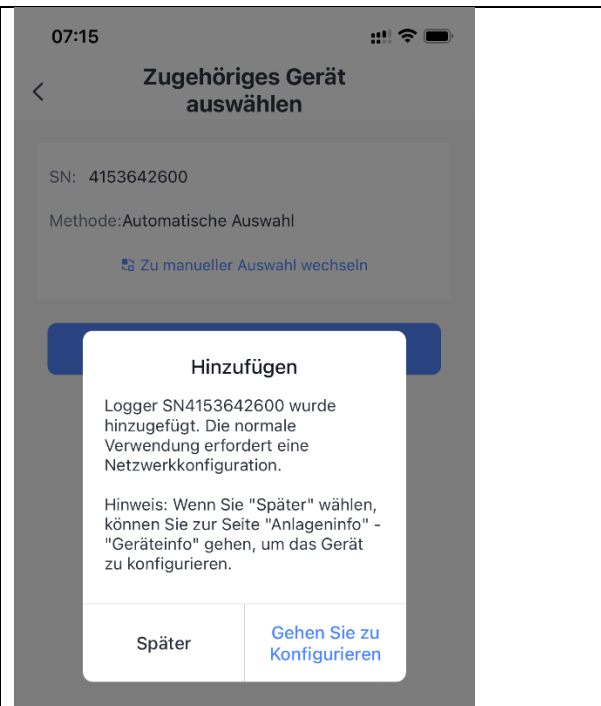 07:15
Zugehöriges Gerät
auswählen
SN: 4153642600
Methode:Automatische Auswahl
Zu manueller Auswahl wechseln
Hinzufügen
Logger SN4153642600 wurde
hinzugefügt. Die normale
Verwendung erfordert eine
Netzwerkkonfiguration.
Hinweis: Wenn Sie "Später" wählen,
können Sie zur Seite "Anlageninfo" -
"Geräteinfo" gehen, um das Gerät
zu konfigurieren.
Später
Gehen Sie zu
Konfigurieren